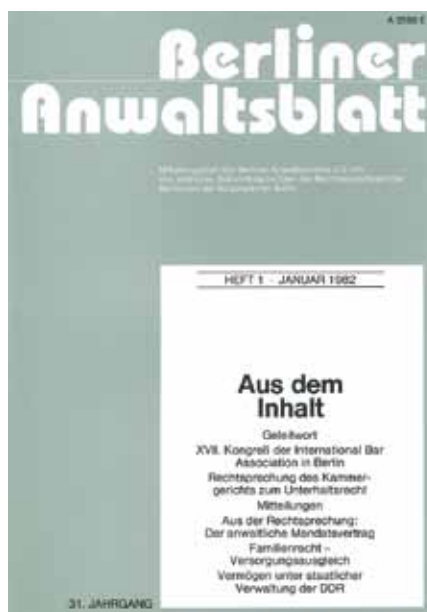 Berliner
Anwaltsblatt
HEFT 1 · JANUAR 1982
Aus dem
Inhalt
Geleitwort
XVII. Kongreß der International Bar
Association in Berlin
Rechtsprechung des Kammer-
gerichts zum Unterhaltsrecht
Mitteilungen
Aus der Rechtsprechung:
Der anwaltliche Mandatsvertrag
Familienrecht –
Versorgungsausgleich
Vermögen unter staatlicher
Verwaltung der DDR
31. JAHRGANG